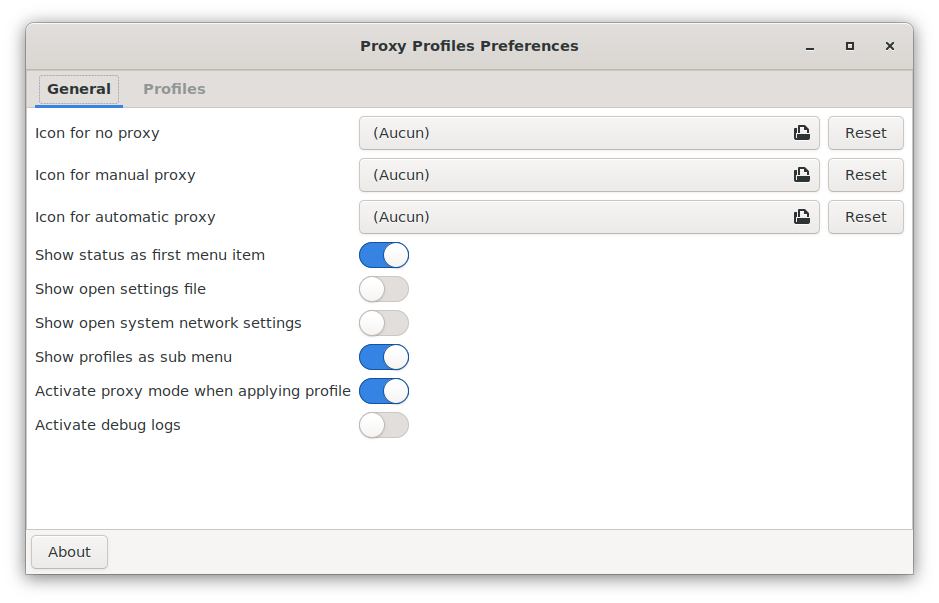 Proxy Profiles Preferences
General Profiles
Icon for no proxy (Aucun) Reset
Icon for manual proxy (Aucun) Reset
Icon for automatic proxy (Aucun) Reset
Show status as first menu item
Show open settings file
Show open system network settings
Show profiles as sub menu
Activate proxy mode when applying profile
Activate debug logs
About